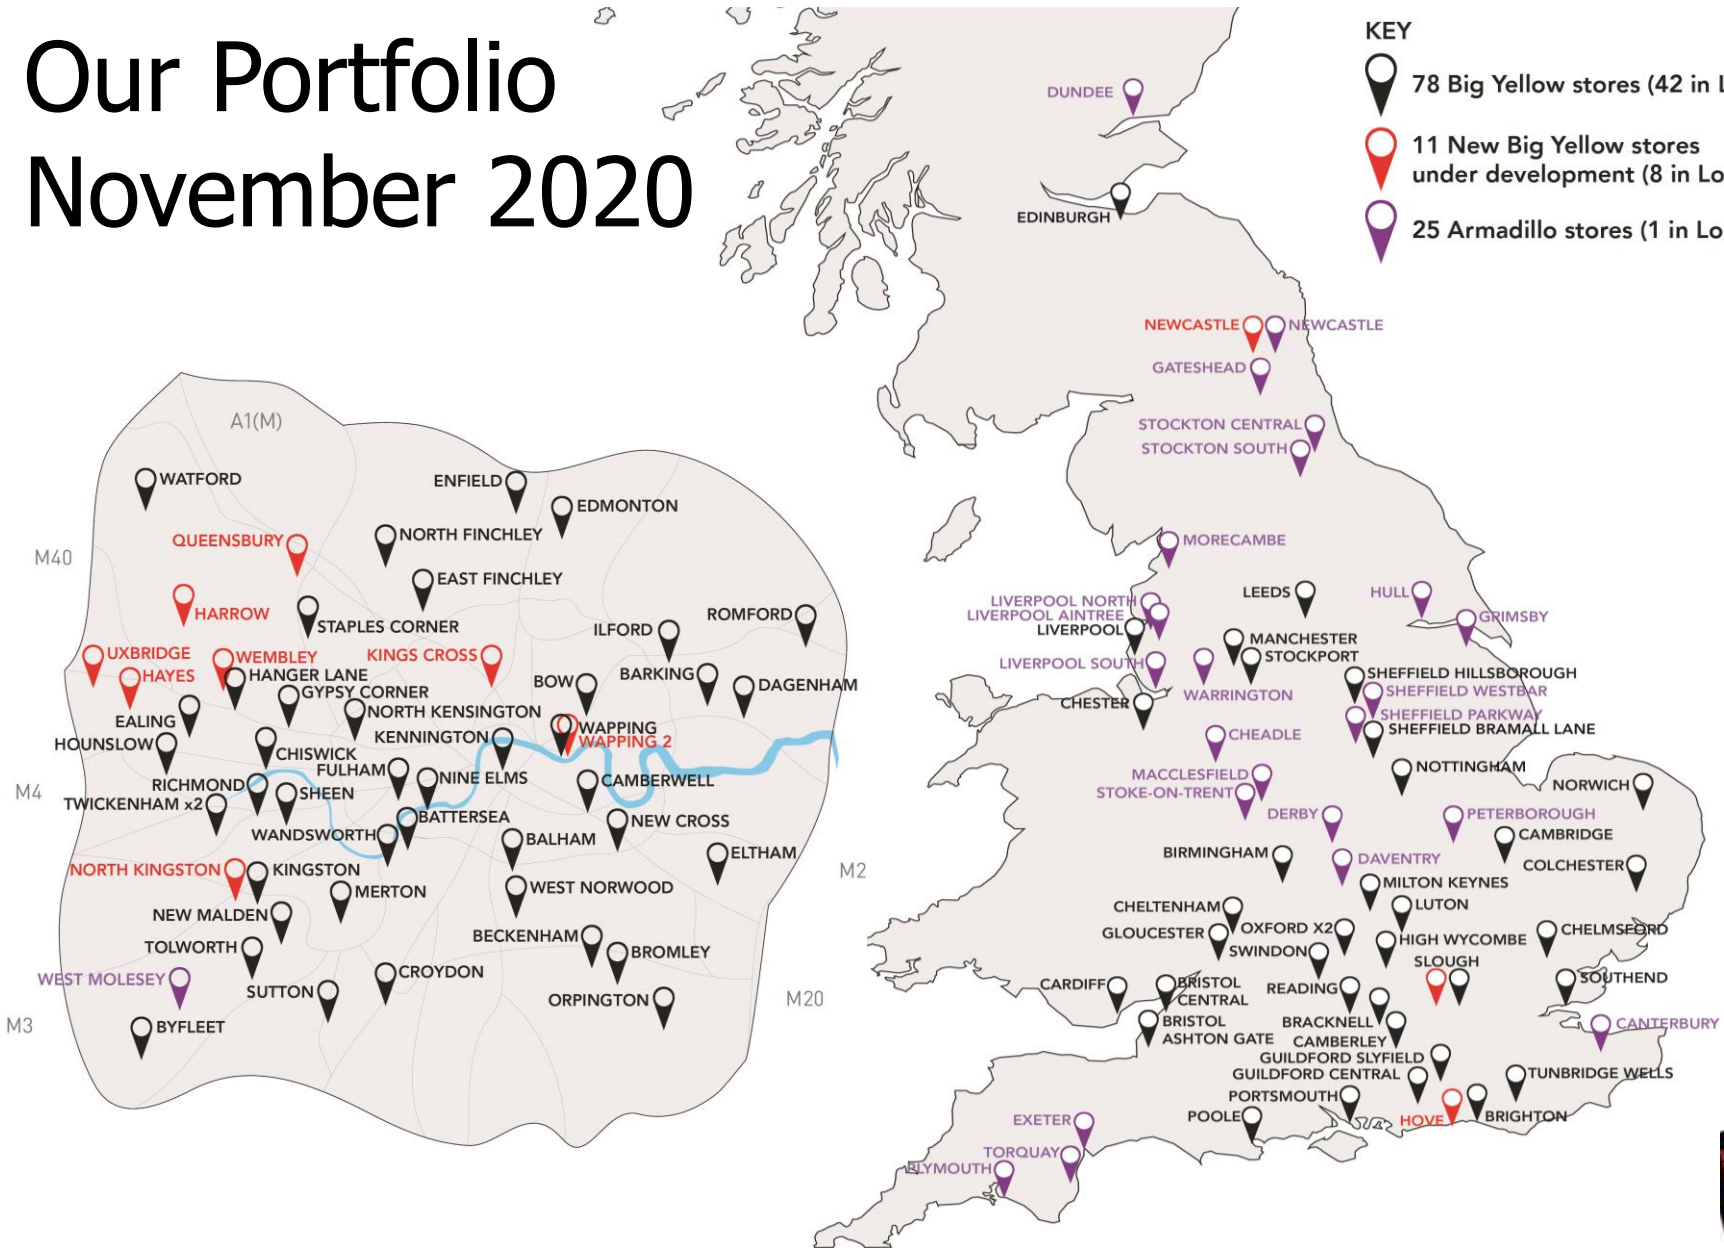 Our Portfolio
November 2020
KEY
78 Big Yellow stores (42 in L
11 New Big Yellow stores
under development (8 in Lo
25 Armadillo stores (1 in Lo
A1(M)
M40
M4
M3
M2
M20
WATFORD
ENFIELD
EDMONTON
QUEENSBURY
NORTH FINCHLEY
EAST FINCHLEY
HARROW
STAPLES CORNER
ILFORD
ROMFORD
UXBRIDGE
WEMBLEY
KINGS CROSS
HAYES
HANGER LANE
BARKING
BOW
DAGENHAM
GYPSY CORNER
EALING
NORTH KENSINGTON
WAPPING
WAPPING 2
HOUNSLOW
KENNINGTON
CHISWICK
FULHAM
NINE ELMS
CAMBERWELL
RICHMOND
SHEEN
TWICKENHAM x2
BATTERSEA
NEW CROSS
WANDSWORTH
BALHAM
ELTHAM
NORTH KINGSTON
KINGSTON
MERTON
WEST NORWOOD
NEW MALDEN
BECKENHAM
TOLWORTH
BROMLEY
WEST MOLESEY
CROYDON
SUTTON
ORPINGTON
BYFLEET
DUNDEE
EDINBURGH
NEWCASTLE
NEWCASTLE
GATESHEAD
STOCKTON CENTRAL
STOCKTON SOUTH
MORECAMBE
LEEDS
HULL
LIVERPOOL NORTH
LIVERPOOL AINTREE
GRIMSBY
LIVERPOOL
MANCHESTER
STOCKPORT
LIVERPOOL SOUTH
SHEFFIELD HILLSBOROUGH
WARRINGTON
SHEFFIELD WESTBAR
CHESTER
SHEFFIELD PARKWAY
SHEFFIELD BRAMALL LANE
CHEADLE
NOTTINGHAM
MACCLESFIELD
NORWICH
STOKE-ON-TRENT
DERBY
PETERBOROUGH
CAMBRIDGE
BIRMINGHAM
DAVENTRY
COLCHESTER
MILTON KEYNES
CHELTENHAM
LUTON
GLOUCESTER
OXFORD X2
CHELMSFORD
HIGH WYCOMBE
SWINDON
SLOUGH
CARDIFF
BRISTOL
CENTRAL
READING
SOUTHEND
BRISTOL
ASHTON GATE
BRACKNELL
CANTERBURY
CAMBERLEY
GUILDFORD SLYFIELD
GUILDFORD CENTRAL
TUNBRIDGE WELLS
PORTSMOUTH
POOLE
HOVE
BRIGHTON
EXETER
TORQUAY
PLYMOUTH